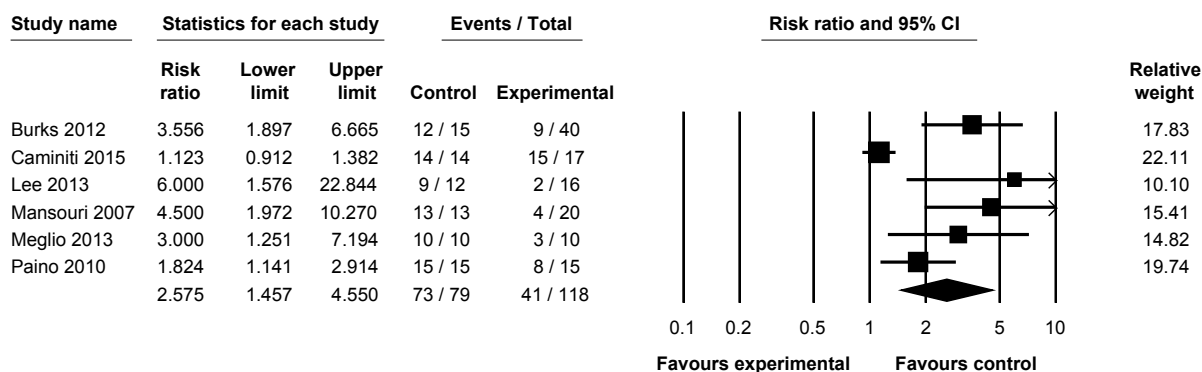 Study name Statistics for each study Events / Total Risk ratio and 95% CI
Risk ratio Lower limit Upper limit Control Experimental Relative weight
Burks 2012 3.556 1.897 6.665 12 / 15 9 / 40 17.83
Caminiti 2015 1.123 0.912 1.382 14 / 14 15 / 17 22.11
Lee 2013 6.000 1.576 22.844 9 / 12 2 / 16 10.10
Mansouri 2007 4.500 1.972 10.270 13 / 13 4 / 20 15.41
Meglio 2013 3.000 1.251 7.194 10 / 10 3 / 10 14.82
Paino 2010 1.824 1.141 2.914 15 / 15 8 / 15 19.74
2.575 1.457 4.550 73 / 79 41 / 118
0.1 0.2 0.5 1 2 5 10
Favours experimental Favours control